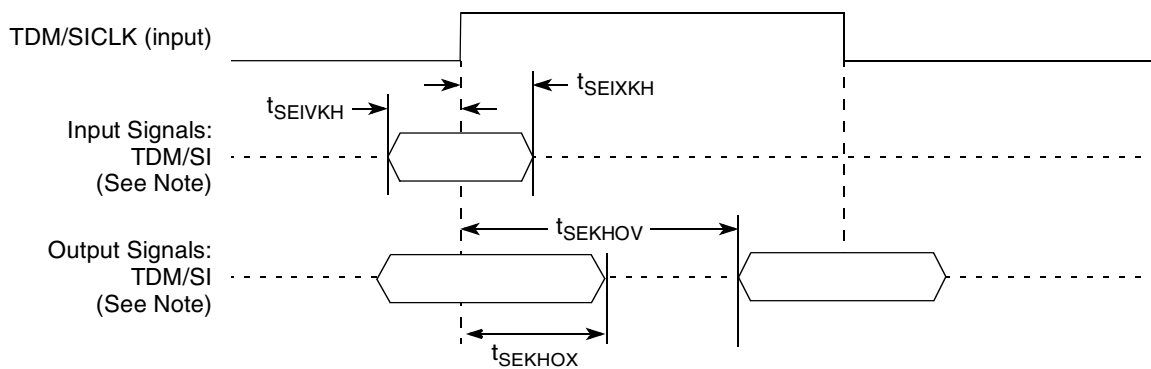 TDM/SICLK (input)
tSEIXKH
tSEIVKH
Input Signals:
TDM/SI
(See Note)
tSEKHOV
Output Signals:
TDM/SI
(See Note)
tSEKHOX